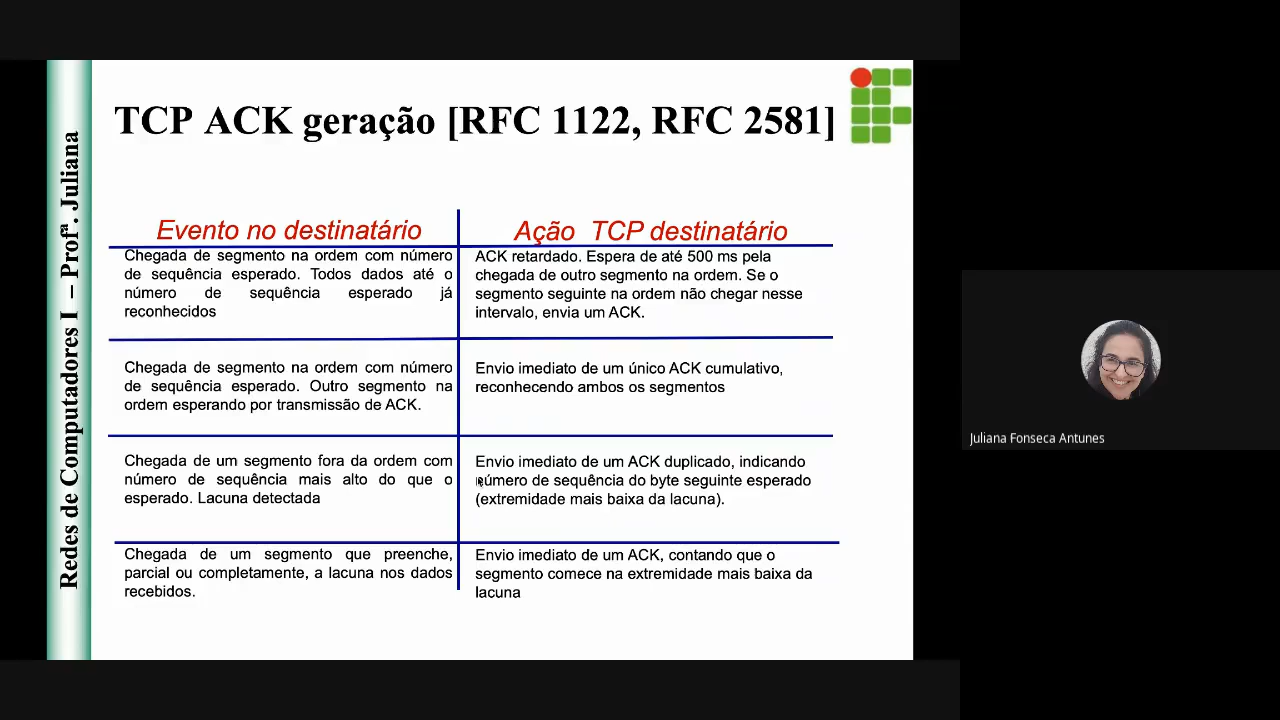 TCP ACK geração [RFC 1122, RFC 2581]
Redes de Computadores I – Profª. Juliana
Evento no destinatário
Ação TCP destinatário
Chegada de segmento na ordem com número
de sequência esperado. Todos dados até o
número de sequência esperado já
reconhecidos
ACK retardado. Espera de até 500 ms pela
chegada de outro segmento na ordem. Se o
segmento seguinte na ordem não chegar nesse
intervalo, envia um ACK.
Chegada de segmento na ordem com número
de sequência esperado. Outro segmento na
ordem esperando por transmissão de ACK.
Envio imediato de um único ACK cumulativo,
reconhecendo ambos os segmentos
Chegada de um segmento fora da ordem com
número de sequência mais alto do que o
esperado. Lacuna detectada
Envio imediato de um ACK duplicado, indicando
número de sequência do byte seguinte esperado
(extremidade mais baixa da lacuna).
Chegada de um segmento que preenche,
parcial ou completamente, a lacuna nos dados
recebidos.
Envio imediato de um ACK, contando que o
segmento comece na extremidade mais baixa da
lacuna
Juliana Fonseca Antunes